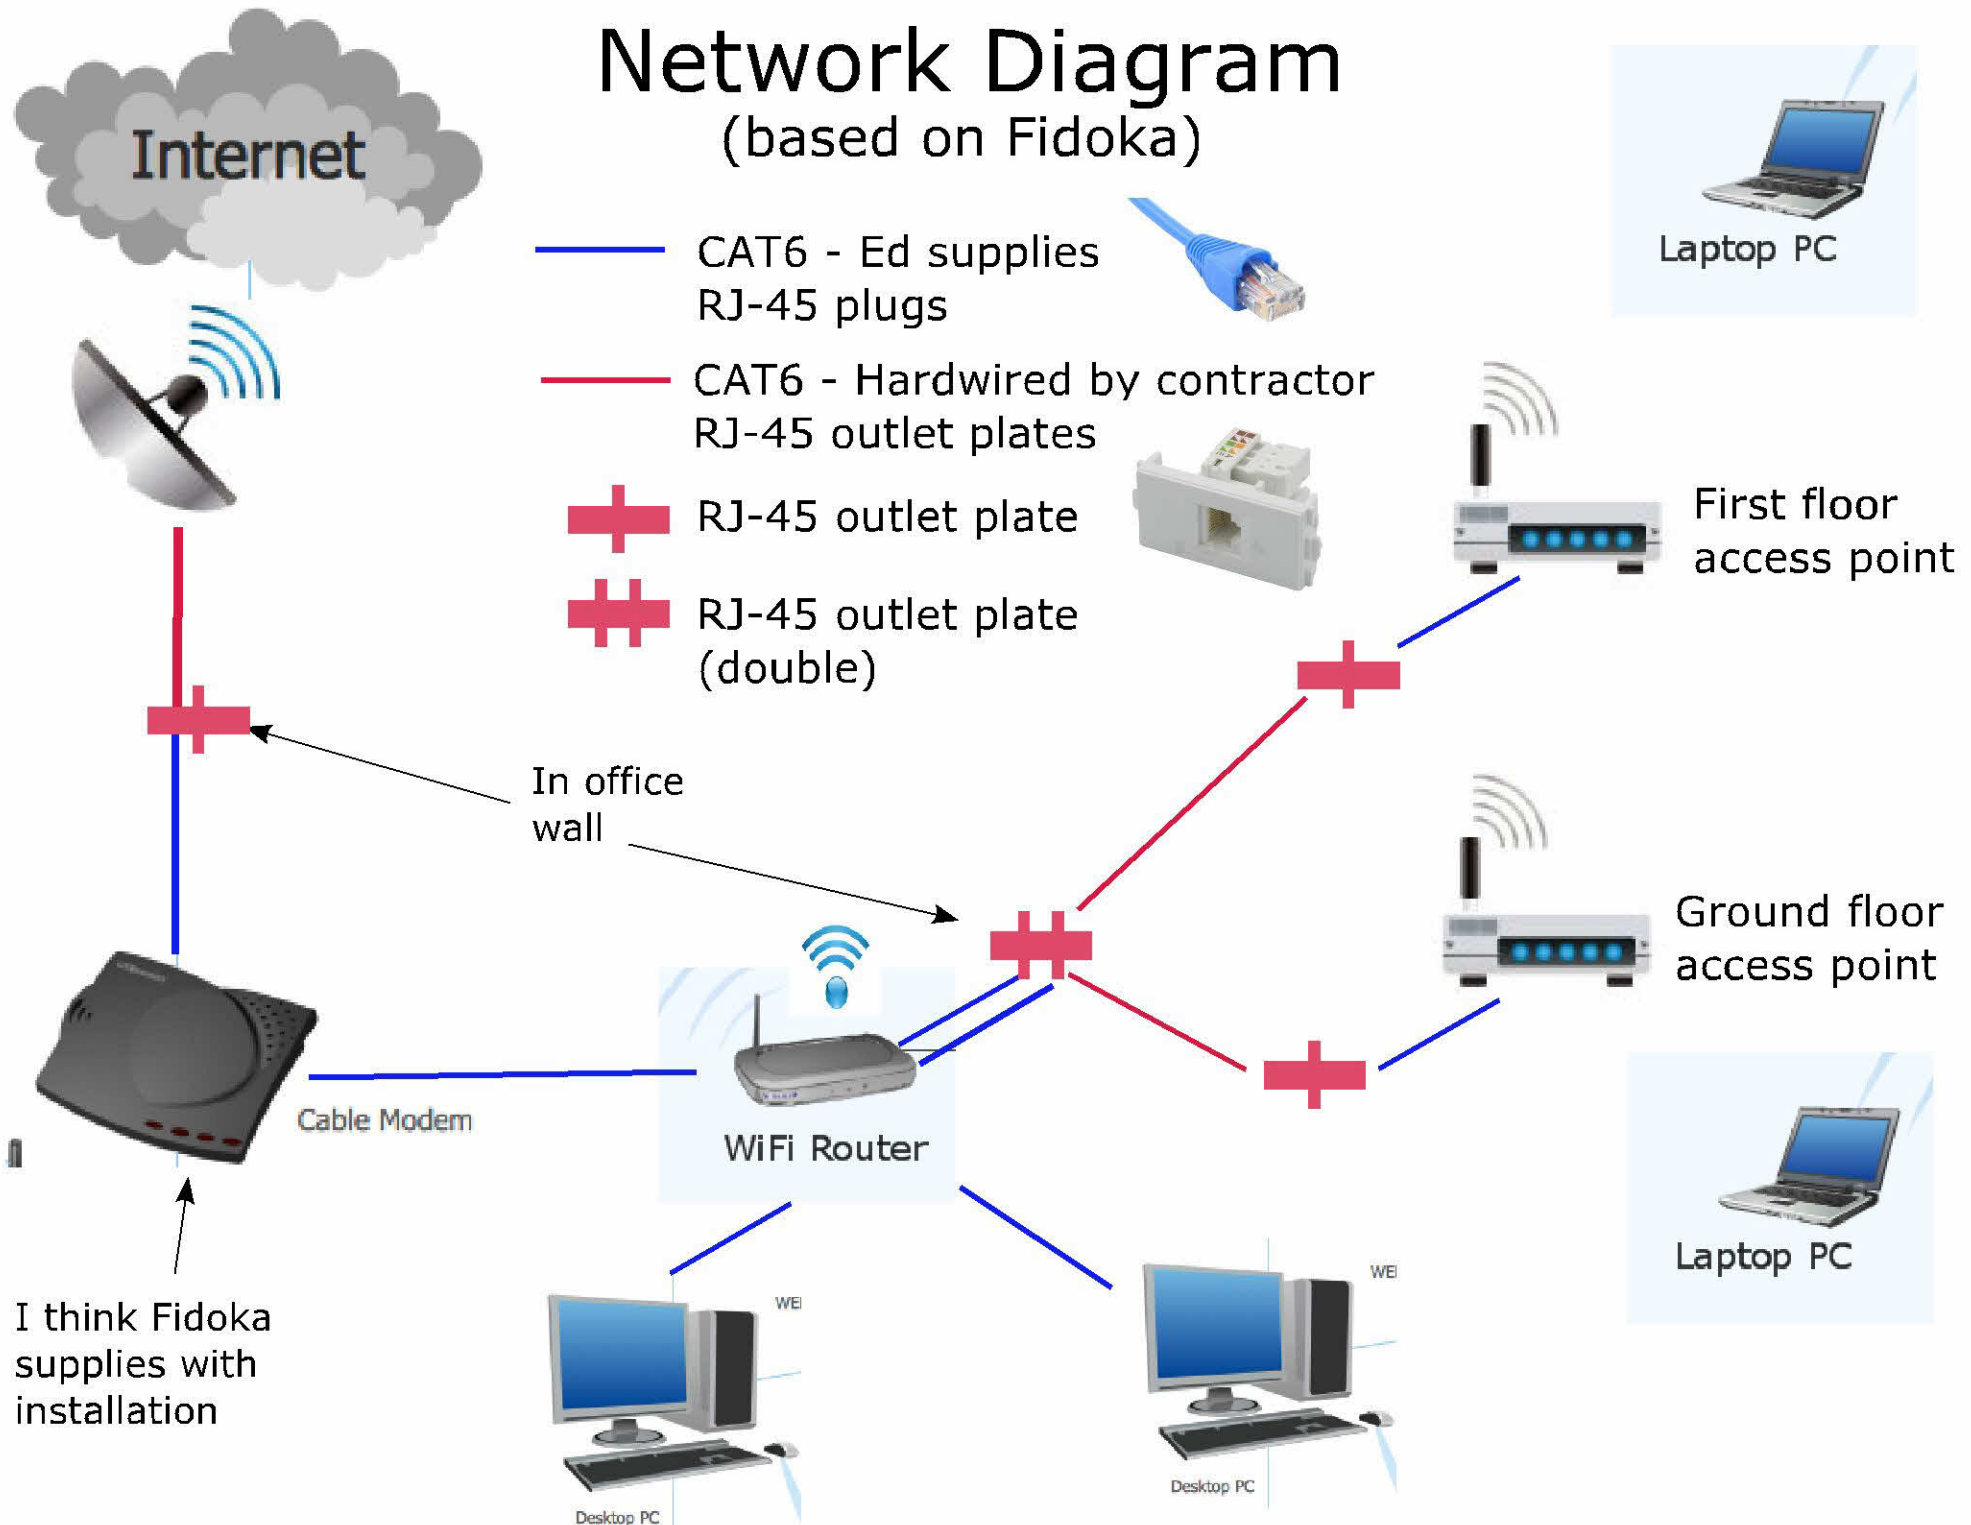 Network Diagram
(based on Fidoka)
Internet
CAT6 - Ed supplies
RJ-45 plugs
CAT6 - Hardwired by contractor
RJ-45 outlet plates
RJ-45 outlet plate
RJ-45 outlet plate
(double)
Laptop PC
First floor
access point
In office
wall
Ground floor
access point
Cable Modem
WiFi Router
Laptop PC
I think Fidoka
supplies with
installation
WEI
Desktop PC
WEI
Desktop PC